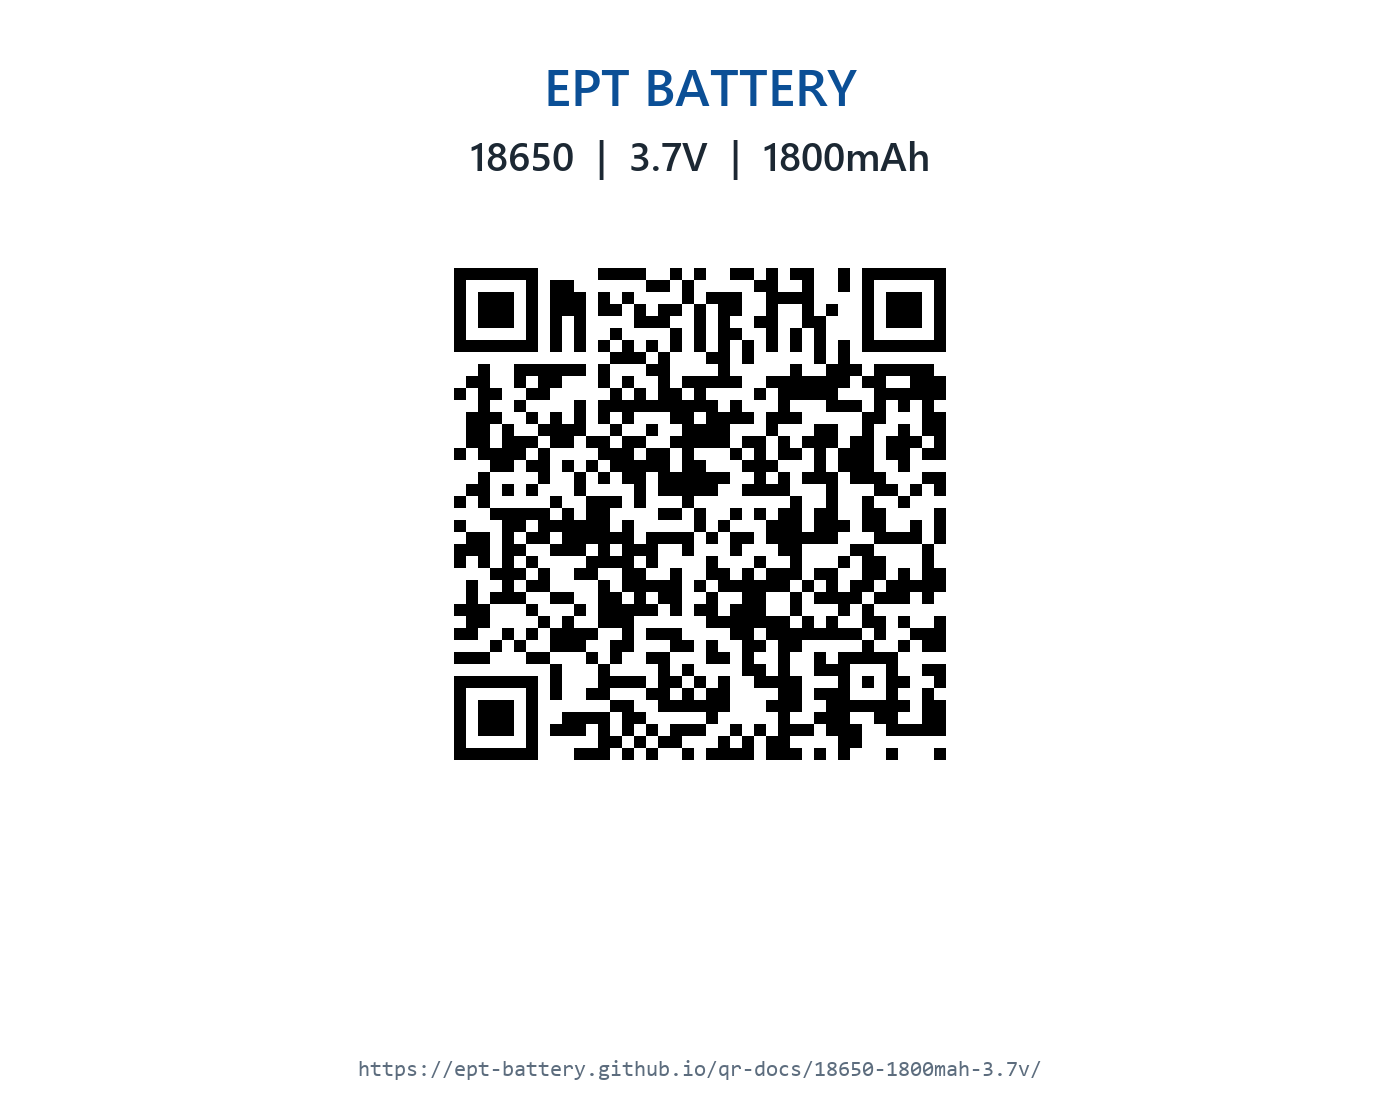 EPT BATTERY
18650 | 3.7V | 1800mAh
https://ept-battery.github.io/qr-docs/18650-1800mah-3.7v/